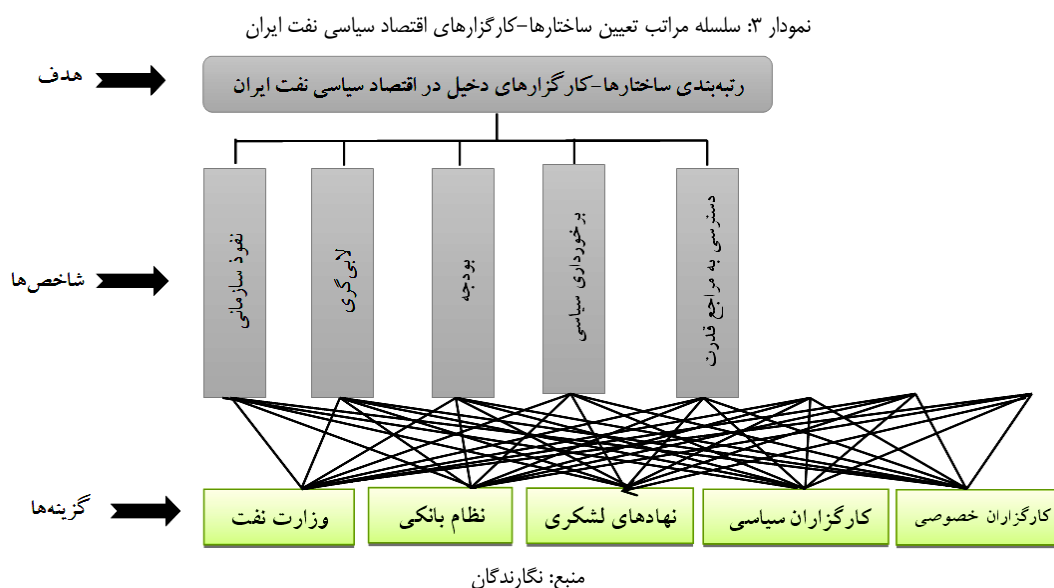 نمودار ۳: سلسله مراتب تعیین ساختارها-کارگزارهای اقتصاد سیاسی نفت ایران
هدف
رتبه‌بندی ساختارها-کارگزارهای دخیل در اقتصاد سیاسی نفت ایران
شاخص‌ها
دسترسی به مراجع قدرت
برخورداری سیاسی
بودجه
لابی‌گری
نفوذ سازمانی
گزینه‌ها
کارگزاران خصوصی
کارگزاران سیاسی
نهادهای لشکری
نظام بانکی
وزارت نفت
منبع: نگارندگان